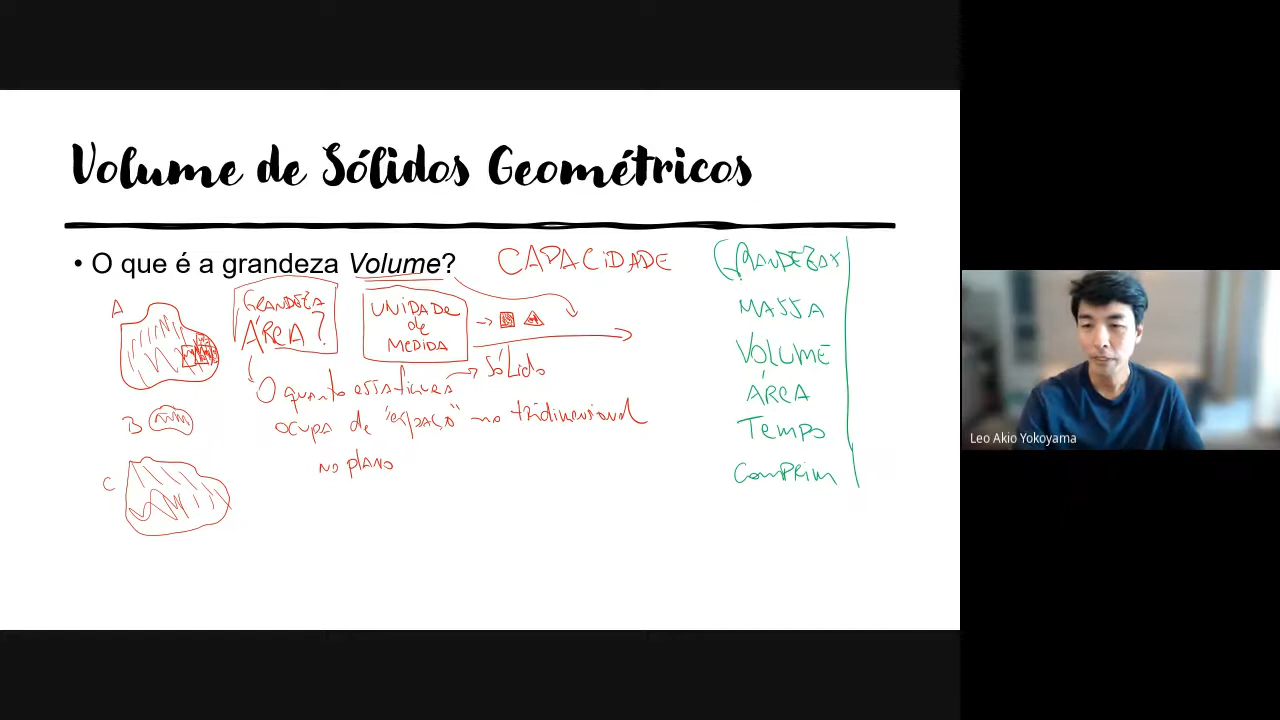 Volume de Sólidos Geométricos
• O que é a grandeza Volume?
CAPACIDADE
GRANDEZA
ÁREA?
UNIDADE
de
MEDIDA
A
B
C
Sólido
O quanto essa figura
ocupa de "espaço" no tridimensional
no plano
GRANDEZAS
MASSA
VOLUME
ÁREA
TEMPO
COMPRIM
Leo Akio Yokoyama